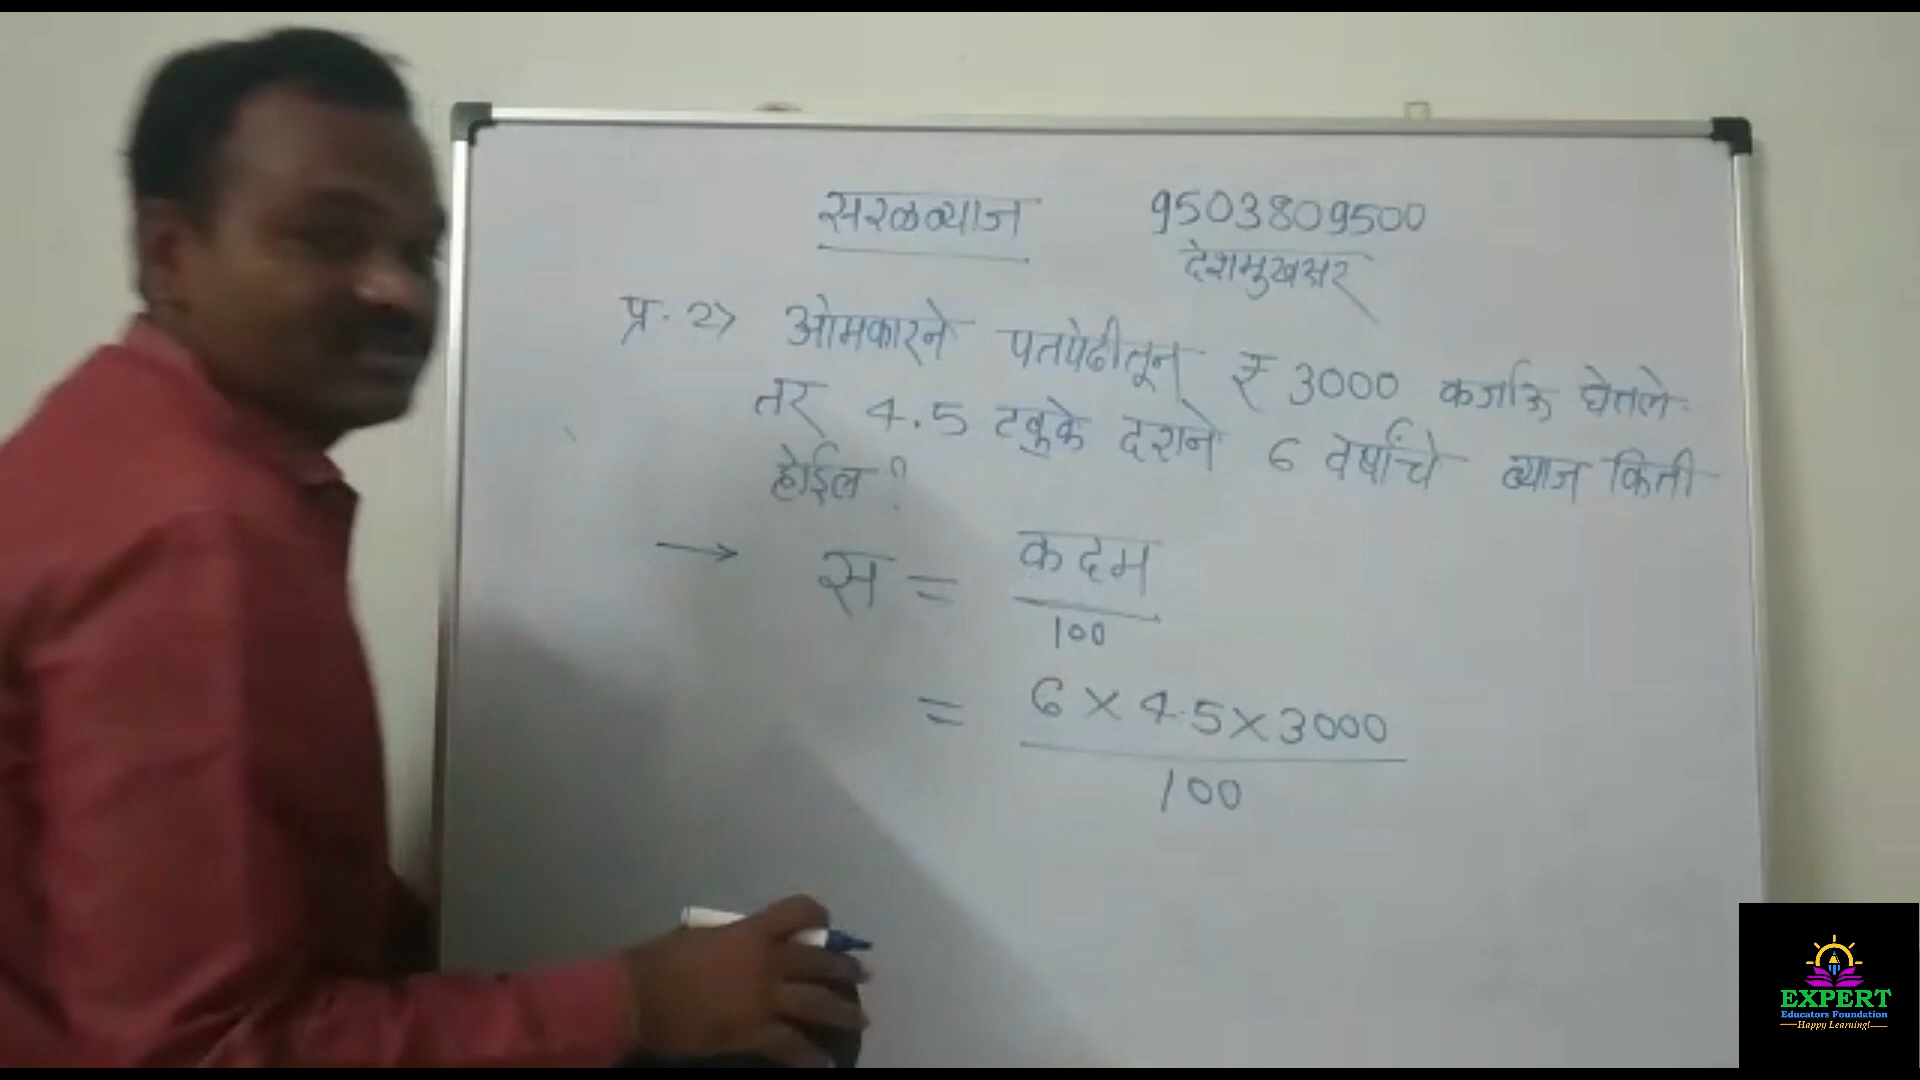 सरळव्याज 9503809500
देशमुखसर
प्र. 2> ओमकारने पतपेढीतून ₹ 3000 कर्जाऊ घेतले.
तर 4.5 टक्के दराने 6 वर्षांचे व्याज किती
होईल ?
→ स = कदम
100
= 6 × 4.5 × 3000
100
EXPERT
Educators Foundation
Happy Learning!